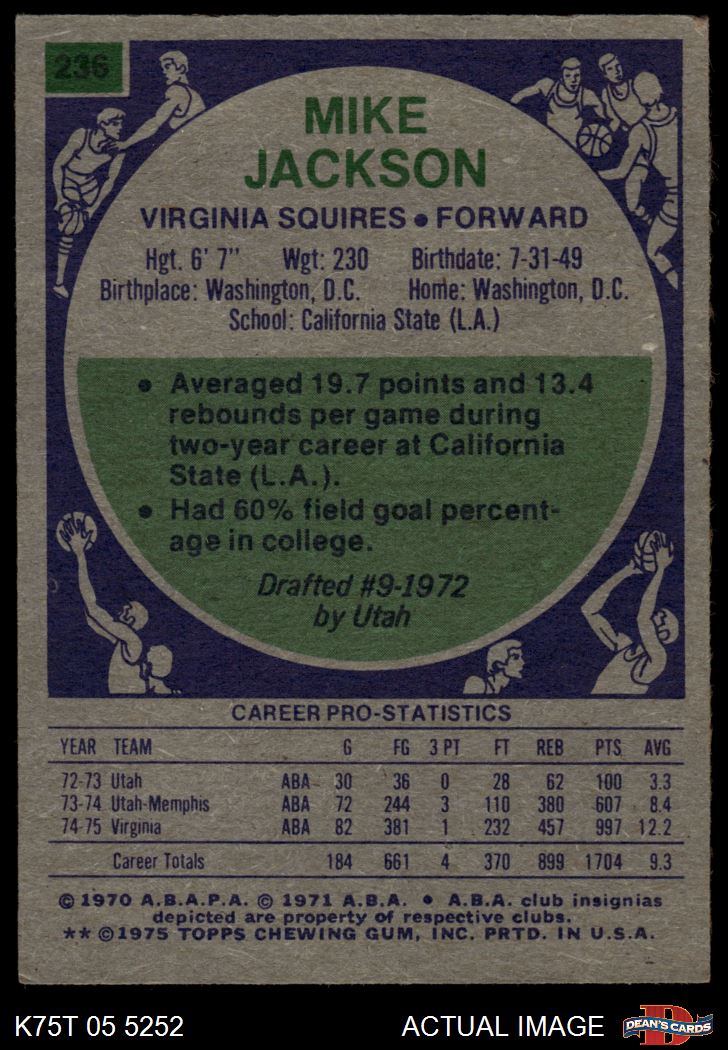 236
MIKE
JACKSON
VIRGINIA SQUIRES • FORWARD
Hgt. 6' 7" Wgt: 230 Birthdate: 7-31-49
Birthplace: Washington, D.C. Home: Washington, D.C.
School: California State (L.A.)
• Averaged 19.7 points and 13.4
rebounds per game during
two-year career at California
State (L.A.).
• Had 60% field goal percent-
age in college.
Drafted #9-1972
by Utah
CAREER PRO-STATISTICS
YEAR TEAM G FG 3 PT FT REB PTS AVG
72-73 Utah ABA 30 36 0 28 62 100 3.3
73-74 Utah-Memphis ABA 72 244 3 110 380 607 8.4
74-75 Virginia ABA 82 381 1 232 457 997 12.2
Career Totals 184 661 4 370 899 1704 9.3
© 1970 A.B.A.P.A. © 1971 A.B.A. • A.B.A. club insignias
depicted are property of respective clubs.
** © 1975 TOPPS CHEWING GUM, INC. PRTD. IN U.S.A.
K75T 05 5252 ACTUAL IMAGE D DEAN'S CARDS